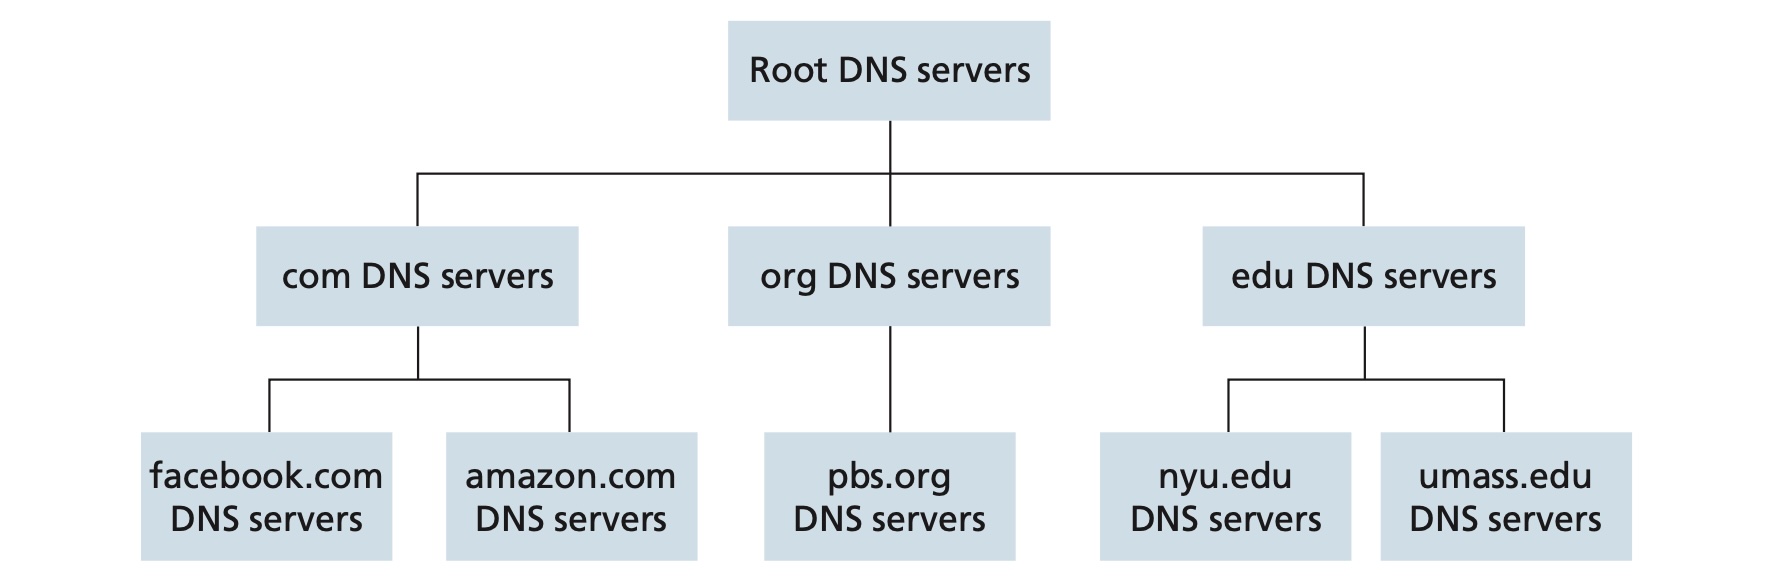 Root DNS servers
com DNS servers
org DNS servers
edu DNS servers
facebook.com
DNS servers
amazon.com
DNS servers
pbs.org
DNS servers
nyu.edu
DNS servers
umass.edu
DNS servers